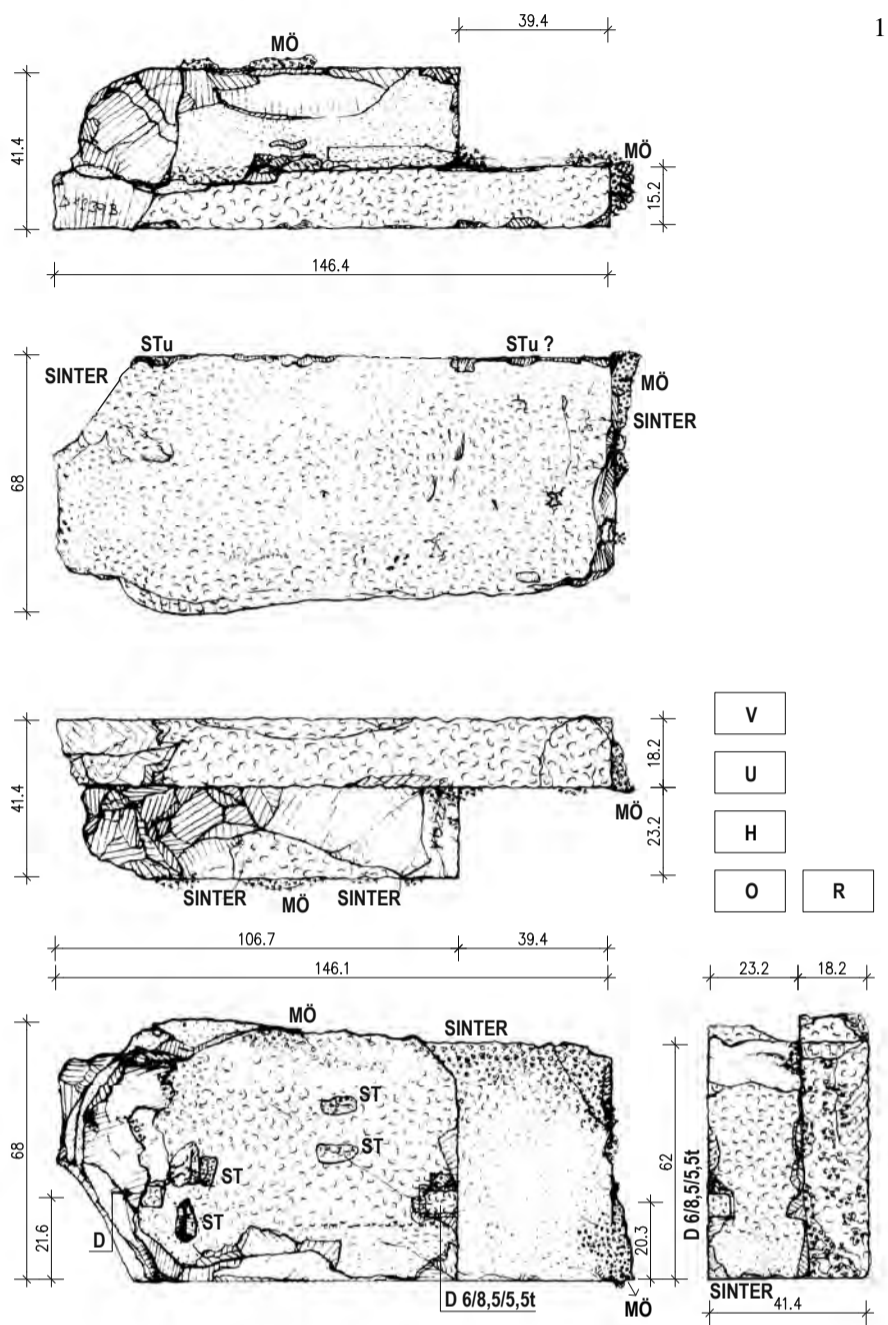 1
39.4
MÖ
41.4
MÖ
15.2
146.4
STu
STu ?
SINTER
MÖ
SINTER
68
V
U
H
O R
41.4
18.2
23.2
MÖ
SINTER
MÖ
SINTER
106.7
39.4
146.1
23.2
18.2
MÖ
SINTER
68
21.6
ST
ST
ST
ST
D
D 6/8,5/5,5t
20.3
MÖ
62
D 6/8,5/5,5t
SINTER
41.4